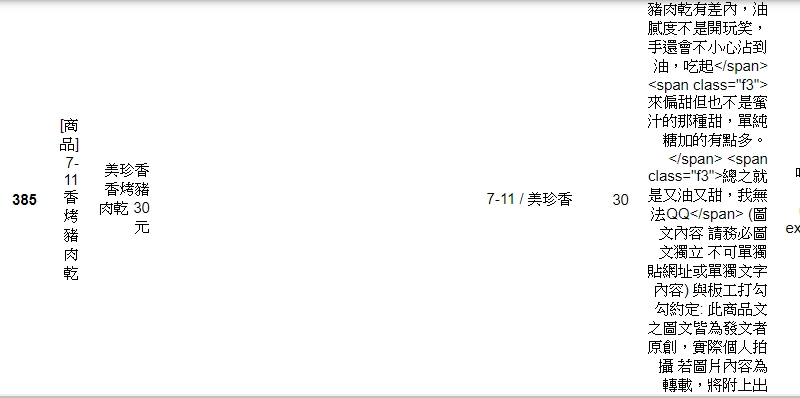 385
[商
品]
7-
11
香
烤
豬
肉
乾
美珍香
香烤豬
肉乾 30
元
7-11 / 美珍香
30
豬肉乾有差內，油
膩度不是開玩笑，
手還會不小心沾到
油，吃起</span>
<span class="f3">
來偏甜但也不是蜜
汁的那種甜，單純
糖加的有點多。
</span> <span
class="f3">總之就
是又油又甜，我無
法QQ</span> (圖
文內容 請務必圖
文獨立 不可單獨
貼網址或單獨文字
內容) 與板工打勾
勾約定: 此商品文
之圖文皆為發文者
原創，實際個人拍
攝 若圖片內容為
轉載，將附上出
ex